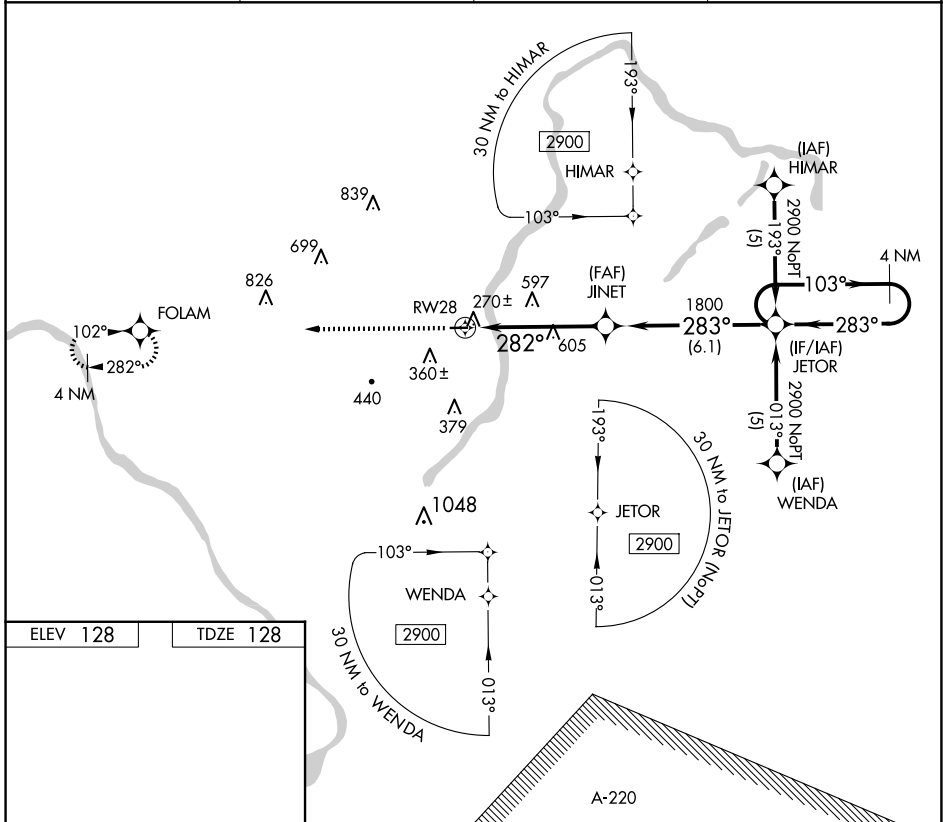 30 NM to HIMAR
193°
2900
HIMAR
103°
(IAF)
HIMAR
2900 NoPT
193°
(5)
4 NM
103°
839
699
826
FOLAM
102°
282°
4 NM
RW28
270±
597
(FAF)
JINET
1800
283°
(6.1)
283°
282°
605
(IF/IAF)
JETOR
360±
440
379
2900 NoPT
013°
(5)
(IAF)
WENDA
193°
30 NM to JETOR (NoPT)
JETOR
2900
013°
1048
103°
WENDA
2900
30 NM to WENDA
013°
ELEV 128
TDZE 128
A-220